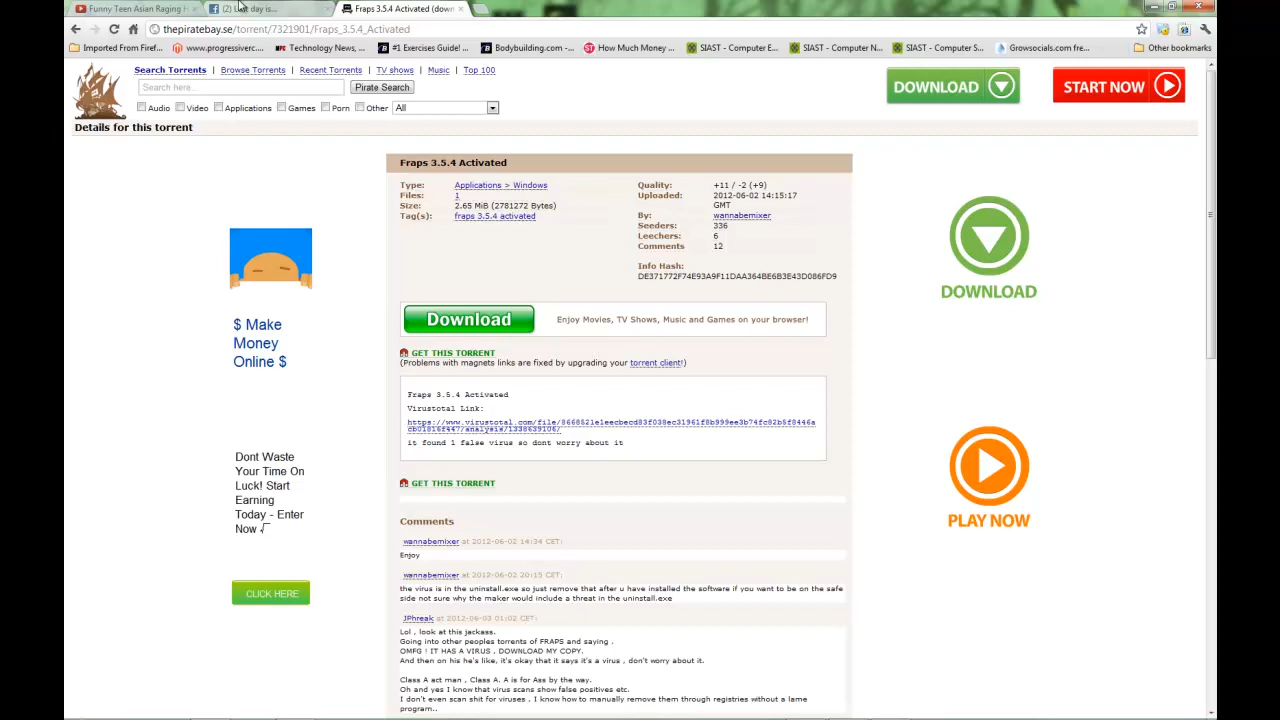 Funny Teen Asian Raging H
(2) Last day is...
Fraps 3.5.4 Activated (down
thepiratebay.se/torrent/7321901/Fraps_3.5.4_Activated
Imported From Firef...
www.progressiverc....
Technology News, ...
#1 Exercises Guide! ...
Bodybuilding.com -...
How Much Money ...
SIAST - Computer E...
SIAST - Computer N...
SIAST - Computer S...
Growsocials.com fre...
Other bookmarks
Search Torrents | Browse Torrents | Recent Torrents | TV shows | Music | Top 100
Search here...
Pirate Search
Audio Video Applications Games Porn Other All
DOWNLOAD
START NOW
Details for this torrent
Fraps 3.5.4 Activated
Type: Applications > Windows
Files: 1
Size: 2.65 MiB (2781272 Bytes)
Tag(s): fraps 3.5.4 activated
Quality: +11 / -2 (+9)
Uploaded: 2012-06-02 14:15:17
GMT
By: wannabemixer
Seeders: 336
Leechers: 6
Comments 12
Info Hash:
DE371772F74E93A9F11DAA364BE6B3E43D086FD9
Download
Enjoy Movies, TV Shows, Music and Games on your browser!
GET THIS TORRENT
(Problems with magnets links are fixed by upgrading your torrent client!)
Fraps 3.5.4 Activated
Virustotal Link:
it found 1 false virus so dont worry about it
GET THIS TORRENT
Comments
wannabemixer at 2012-06-02 14:34 CET:
Enjoy
wannabemixer at 2012-06-02 20:15 CET:
the virus is in the uninstall.exe so just remove that after u have installed the software if you want to be on the safe
side not sure why the maker would include a threat in the uninstall.exe
JPhreak at 2012-06-03 01:02 CET:
Lol , look at this jackass.
Going into other peoples torrents of FRAPS and saying .
OMFG ! IT HAS A VIRUS , DOWNLOAD MY COPY.
And then on his he's like, it's okay that it says it's a virus , don't worry about it.
Class A act man , Class A. A is for Ass by the way.
Oh and yes I know that virus scans show false positives etc.
I don't even scan shit for viruses , I know how to manually remove them through registries without a lame
program..
$ Make
Money
Online $
Dont Waste
Your Time On
Luck! Start
Earning
Today - Enter
Now √
CLICK HERE
DOWNLOAD
PLAY NOW